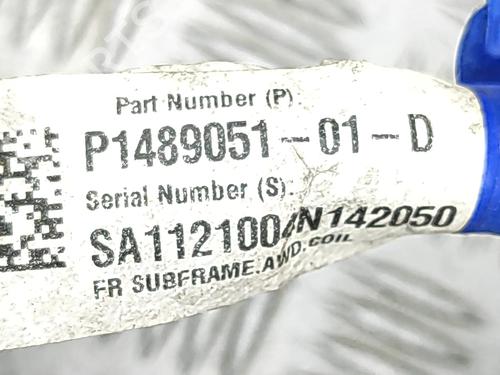 Part Number (P):
P1489051-01-D
Serial Number (S):
SA1121004N142050
FR SUBFRAME.AWD.COIL